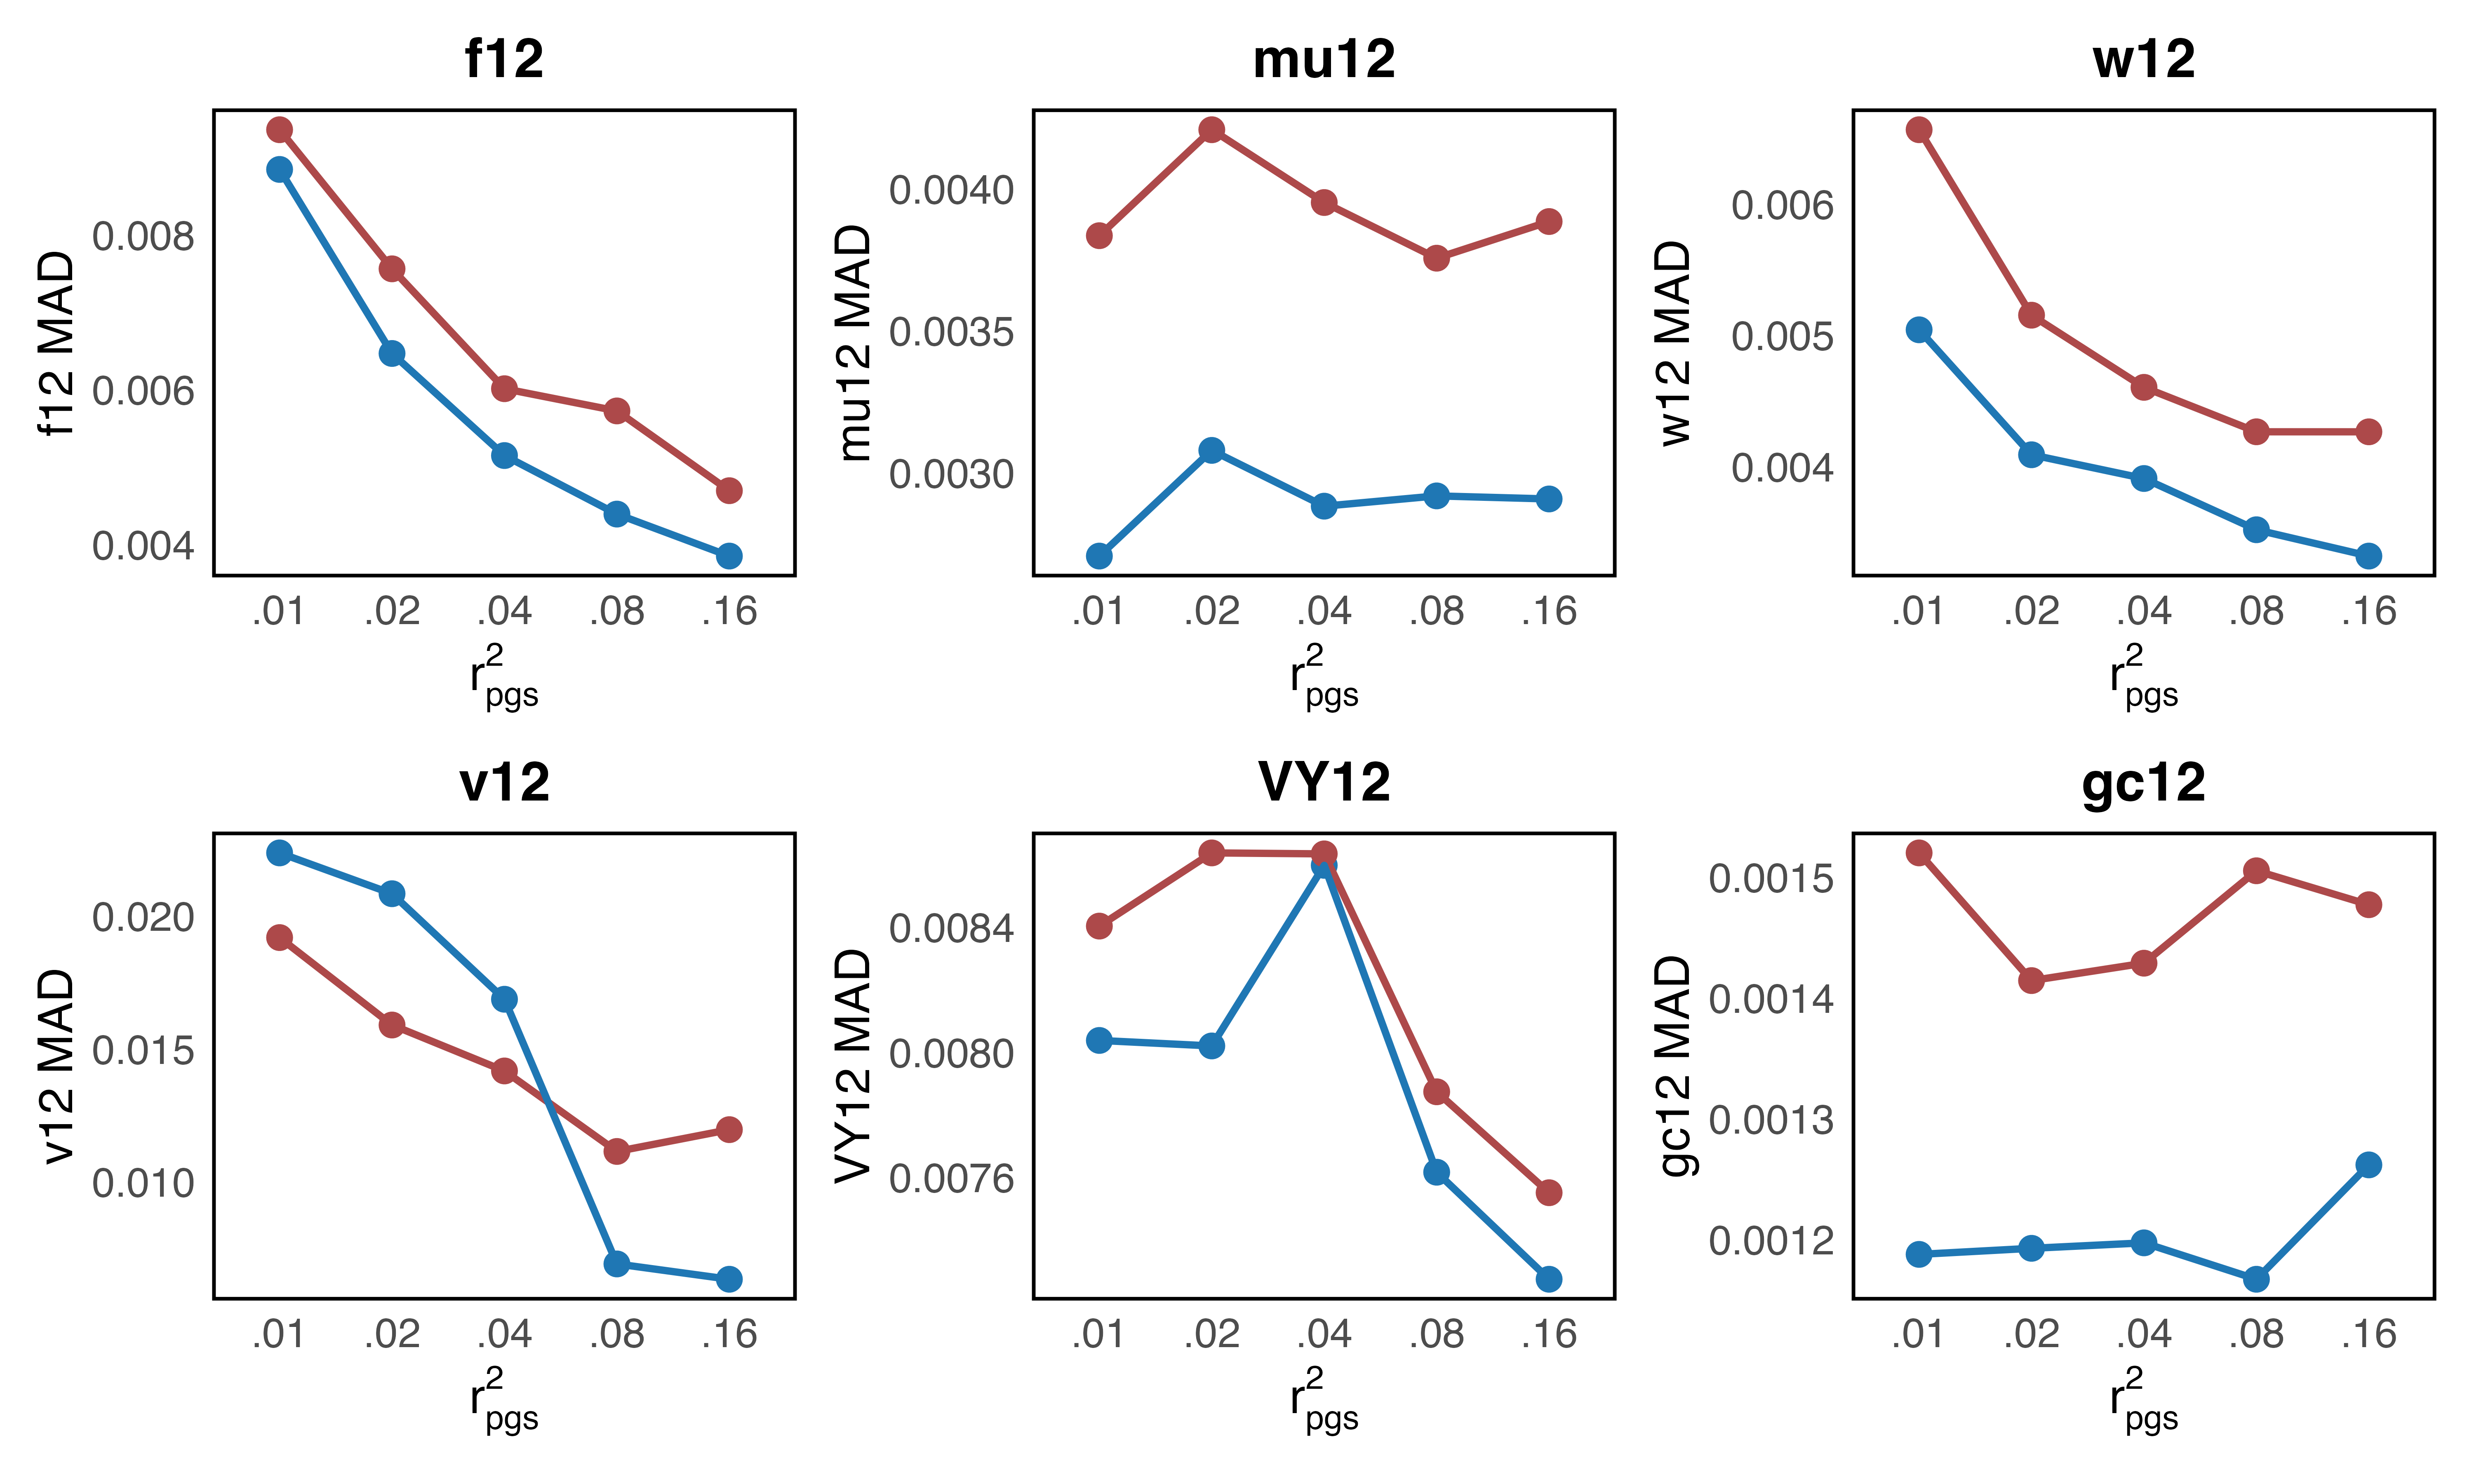 f12
mu12
w12
f12 MAD
0.008
0.006
0.004
.01 .02 .04 .08 .16
r²pgs
mu12 MAD
0.0040
0.0035
0.0030
.01 .02 .04 .08 .16
r²pgs
w12 MAD
0.006
0.005
0.004
.01 .02 .04 .08 .16
r²pgs
v12
VY12
gc12
v12 MAD
0.020
0.015
0.010
.01 .02 .04 .08 .16
r²pgs
VY12 MAD
0.0084
0.0080
0.0076
.01 .02 .04 .08 .16
r²pgs
gc12 MAD
0.0015
0.0014
0.0013
0.0012
.01 .02 .04 .08 .16
r²pgs